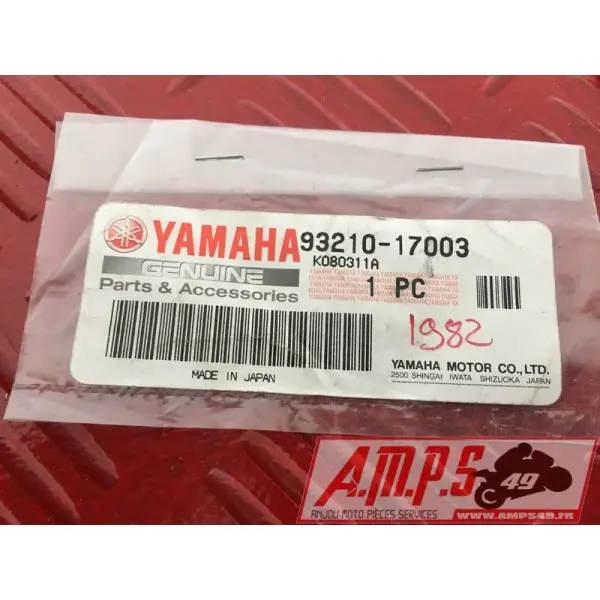 YAMAHA 93210-17003
GENUINE K080311A
Parts & Accessories 1 PC
1982
YAMAHA MOTOR CO.,LTD.
2500 SHINGAI IWATA SHIZUOKA JAPAN
MADE IN JAPAN
A.M.P.S 49
ANJOU MOTO PIÈCES SERVICES
WWW.AMPS49.FR